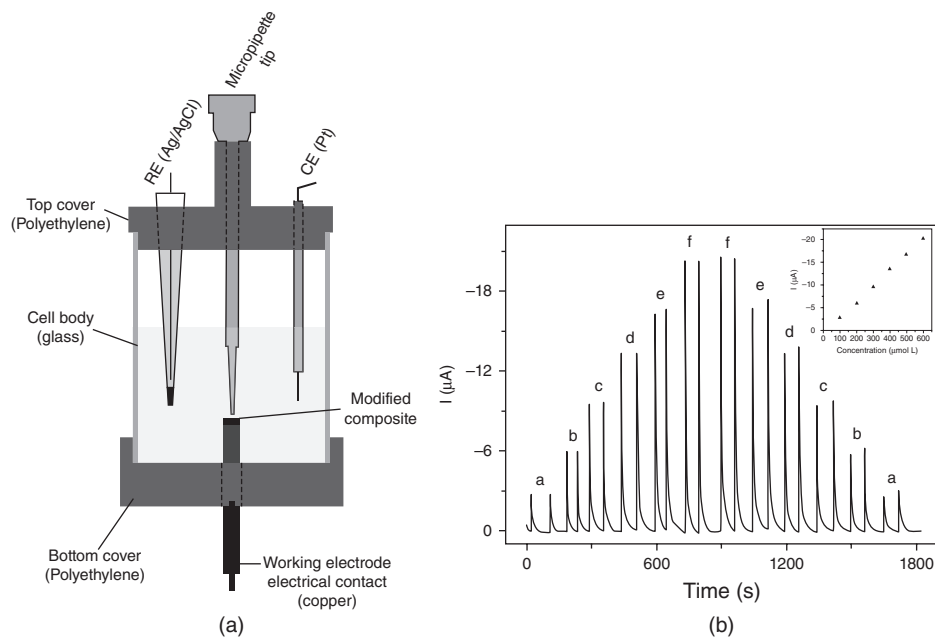 Micropipette
tip
RE (Ag/AgCl)
CE (Pt)
Top cover
(Polyethylene)
Cell body
(glass)
Modified
composite
Bottom cover
(Polyethylene)
Working electrode
electrical contact
(copper)
(a)
I (μA)
−18
−12
−6
0
a
b
c
d
e
f
f
e
d
c
b
a
0
600
1200
1800
Time (s)
I (μA)
−20
−15
−10
−5
0
0 100 200 300 400 500 600
Concentration (μmol L)
(b)